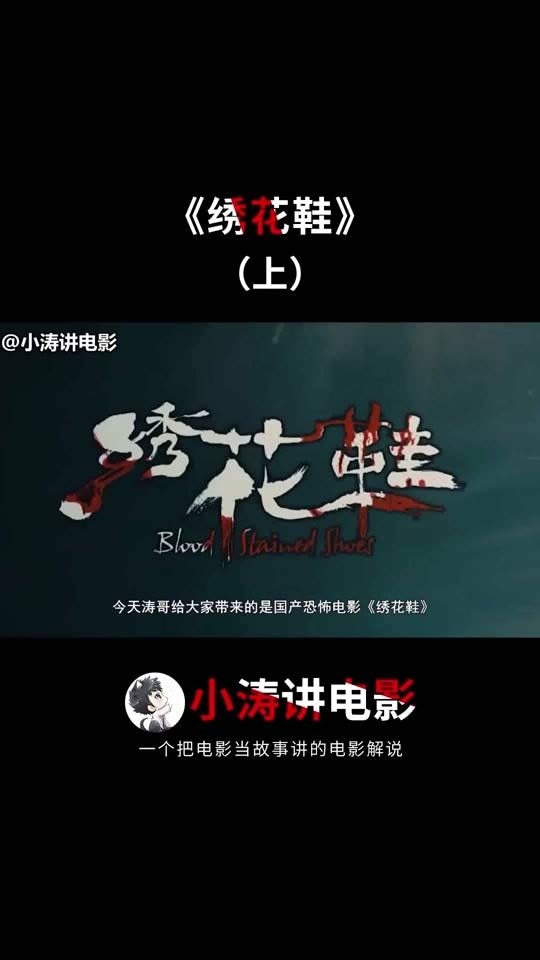 《绣花鞋》
（上）
@小涛讲电影
绣花鞋
Blood Stained Shoes
今天涛哥给大家带来的是国产恐怖电影《绣花鞋》
小涛讲电影
一个把电影当故事讲的电影解说